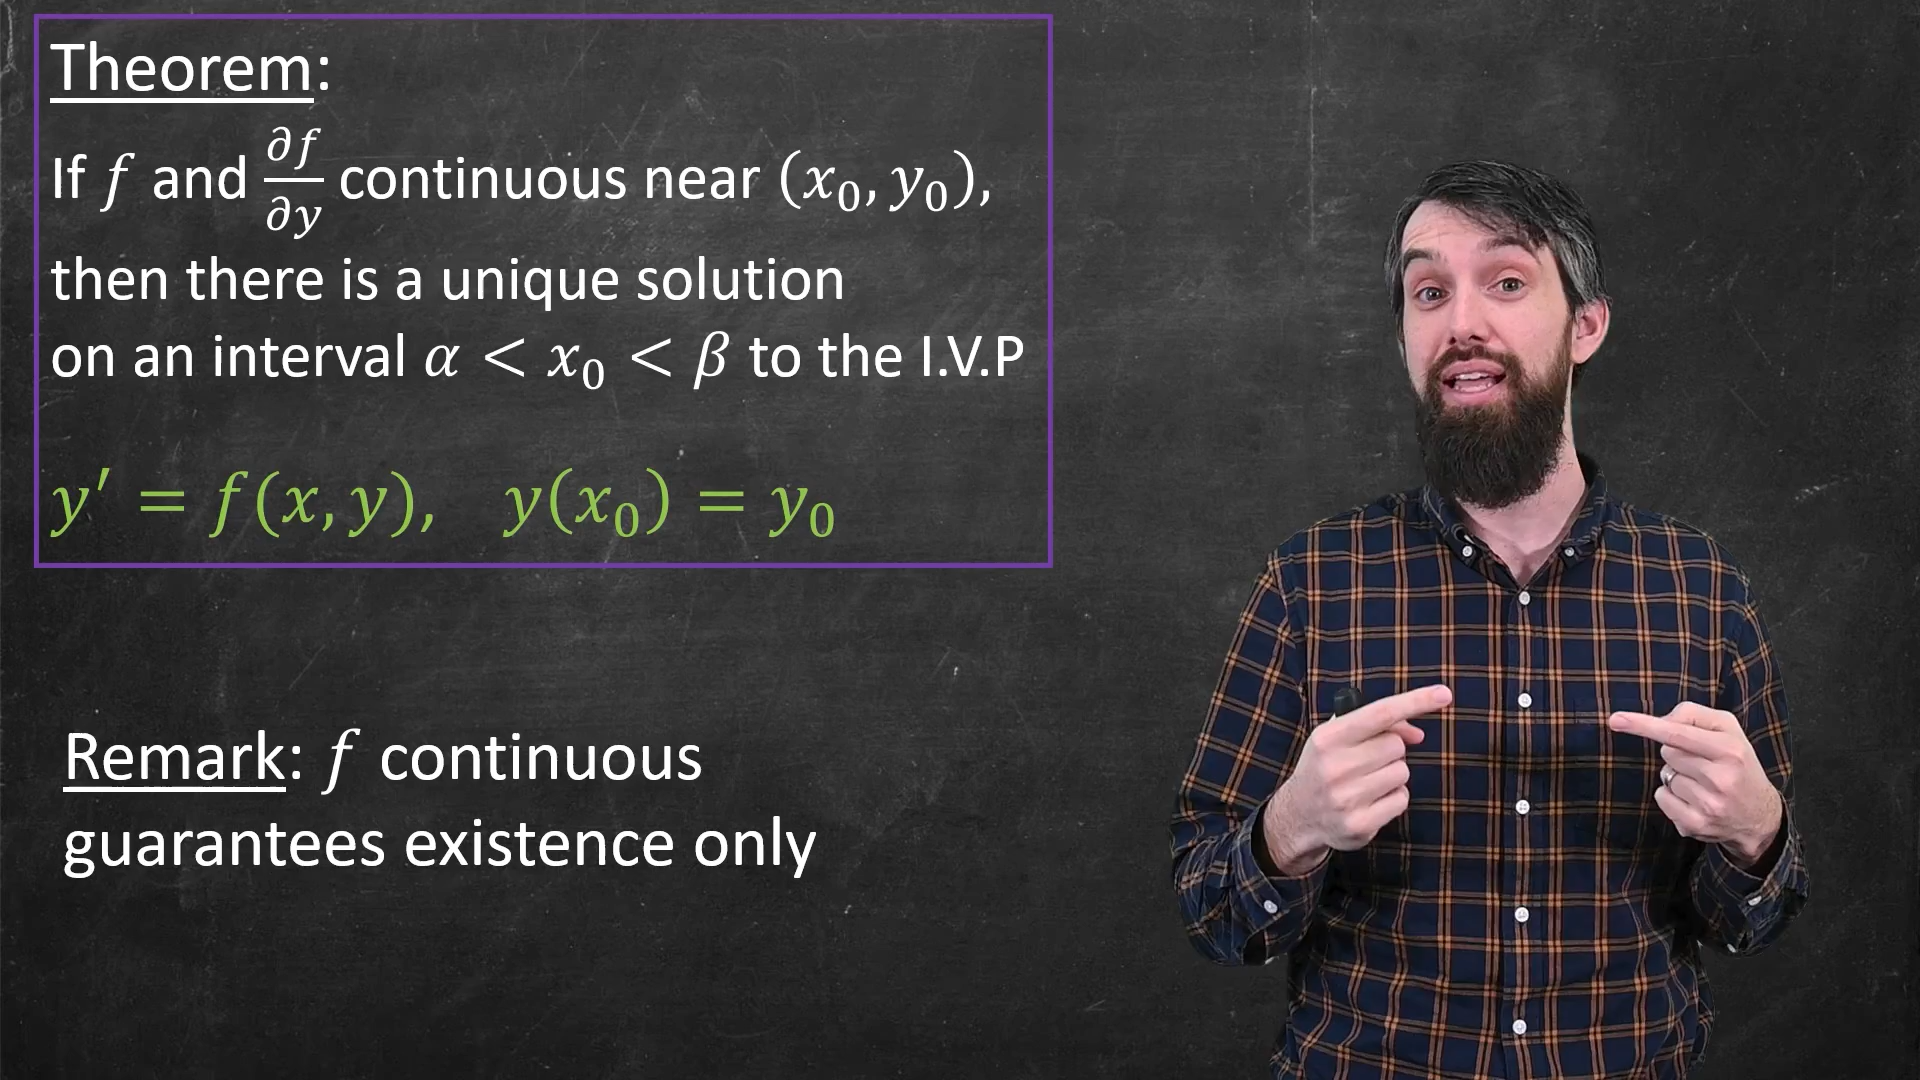 Theorem:
If f and ∂f/∂y continuous near (x₀, y₀),
then there is a unique solution
on an interval α < x₀ < β to the I.V.P
y′ = f(x, y), y(x₀) = y₀
Remark: f continuous
guarantees existence only